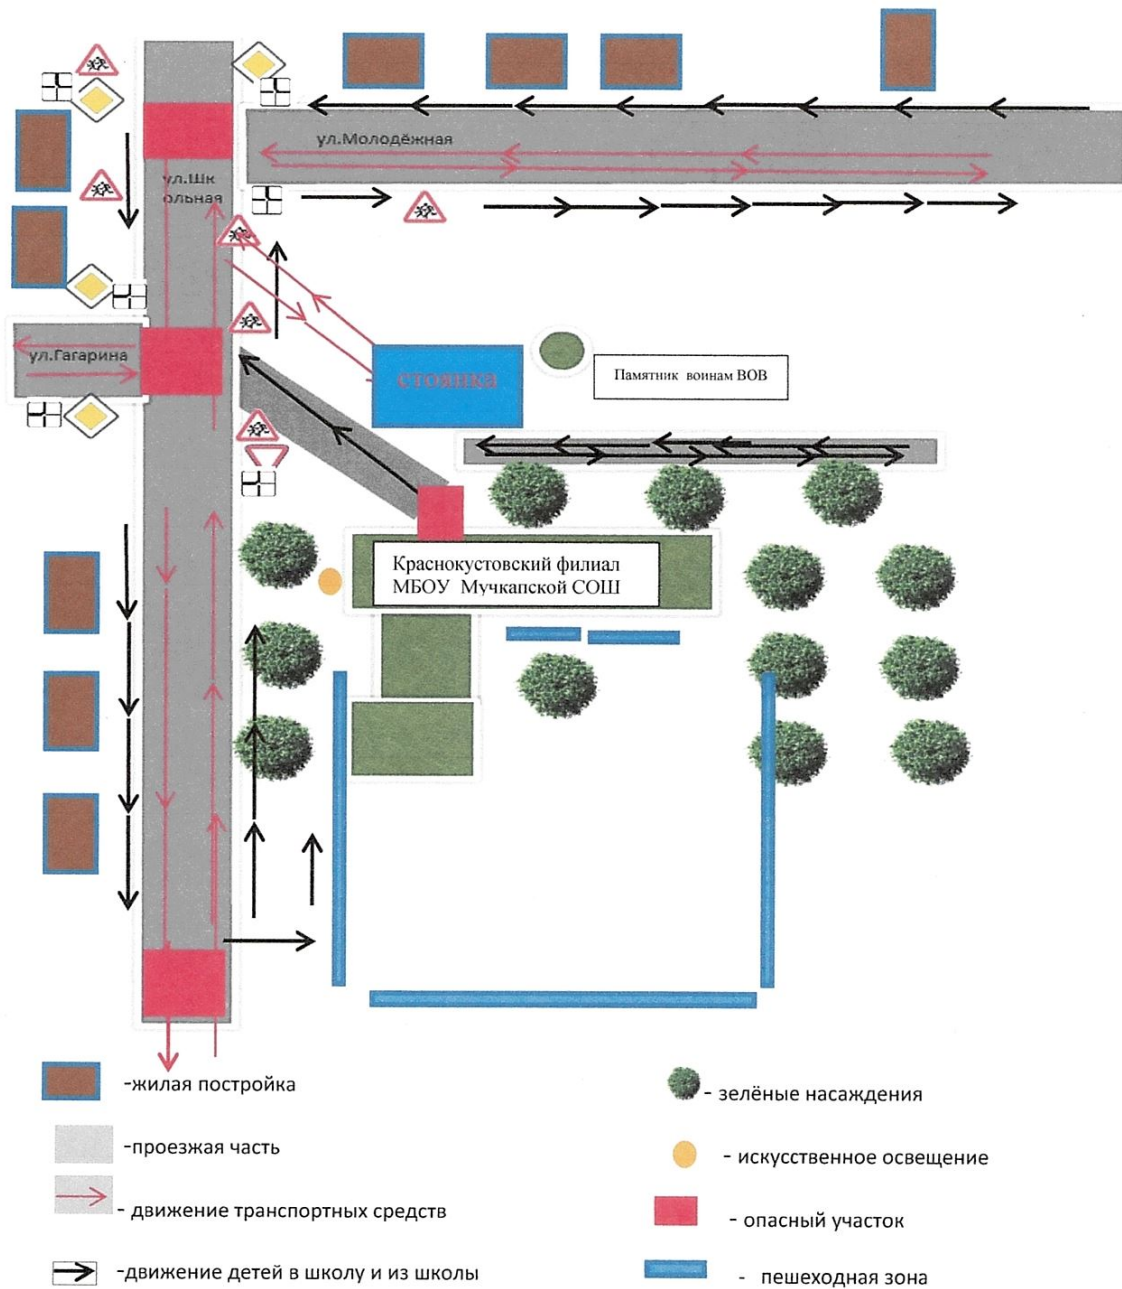 ул.Молодёжная
ул.Шк
ольная
ул.Гагарина
стоянка
Памятник воинам ВОВ
Краснокустовский филиал
МБОУ Мучкапской СОШ
-жилая постройка
- зелёные насаждения
-проезжая часть
- искусственное освещение
- движение транспортных средств
- опасный участок
-движение детей в школу и из школы
- пешеходная зона